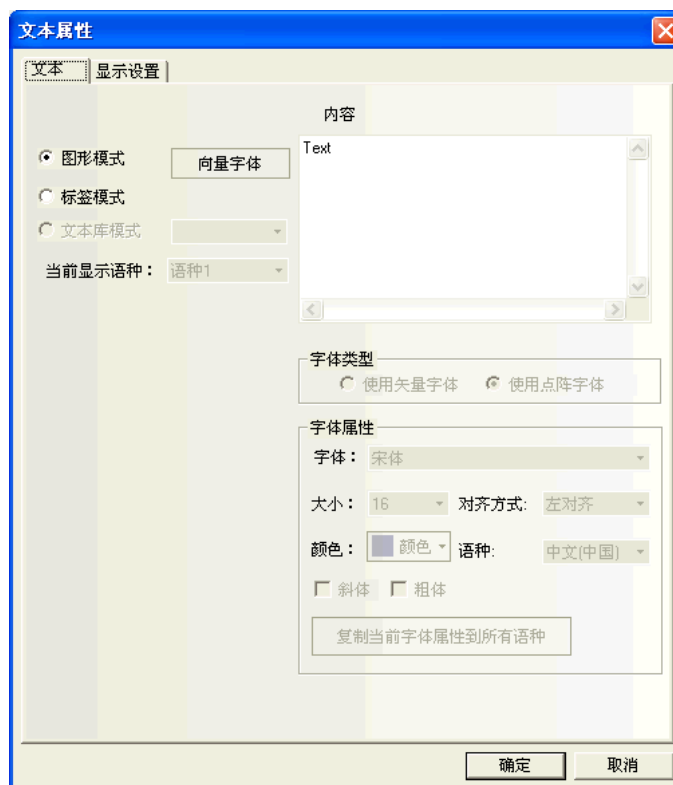 文本属性
文本 显示设置
内容
图形模式 向量字体
Text
标签模式
文本库模式
当前显示语种： 语种1
字体类型
使用矢量字体 使用点阵字体
字体属性
字体： 宋体
大小： 16 对齐方式: 左对齐
颜色： 颜色 语种: 中文(中国)
斜体 粗体
复制当前字体属性到所有语种
确定 取消